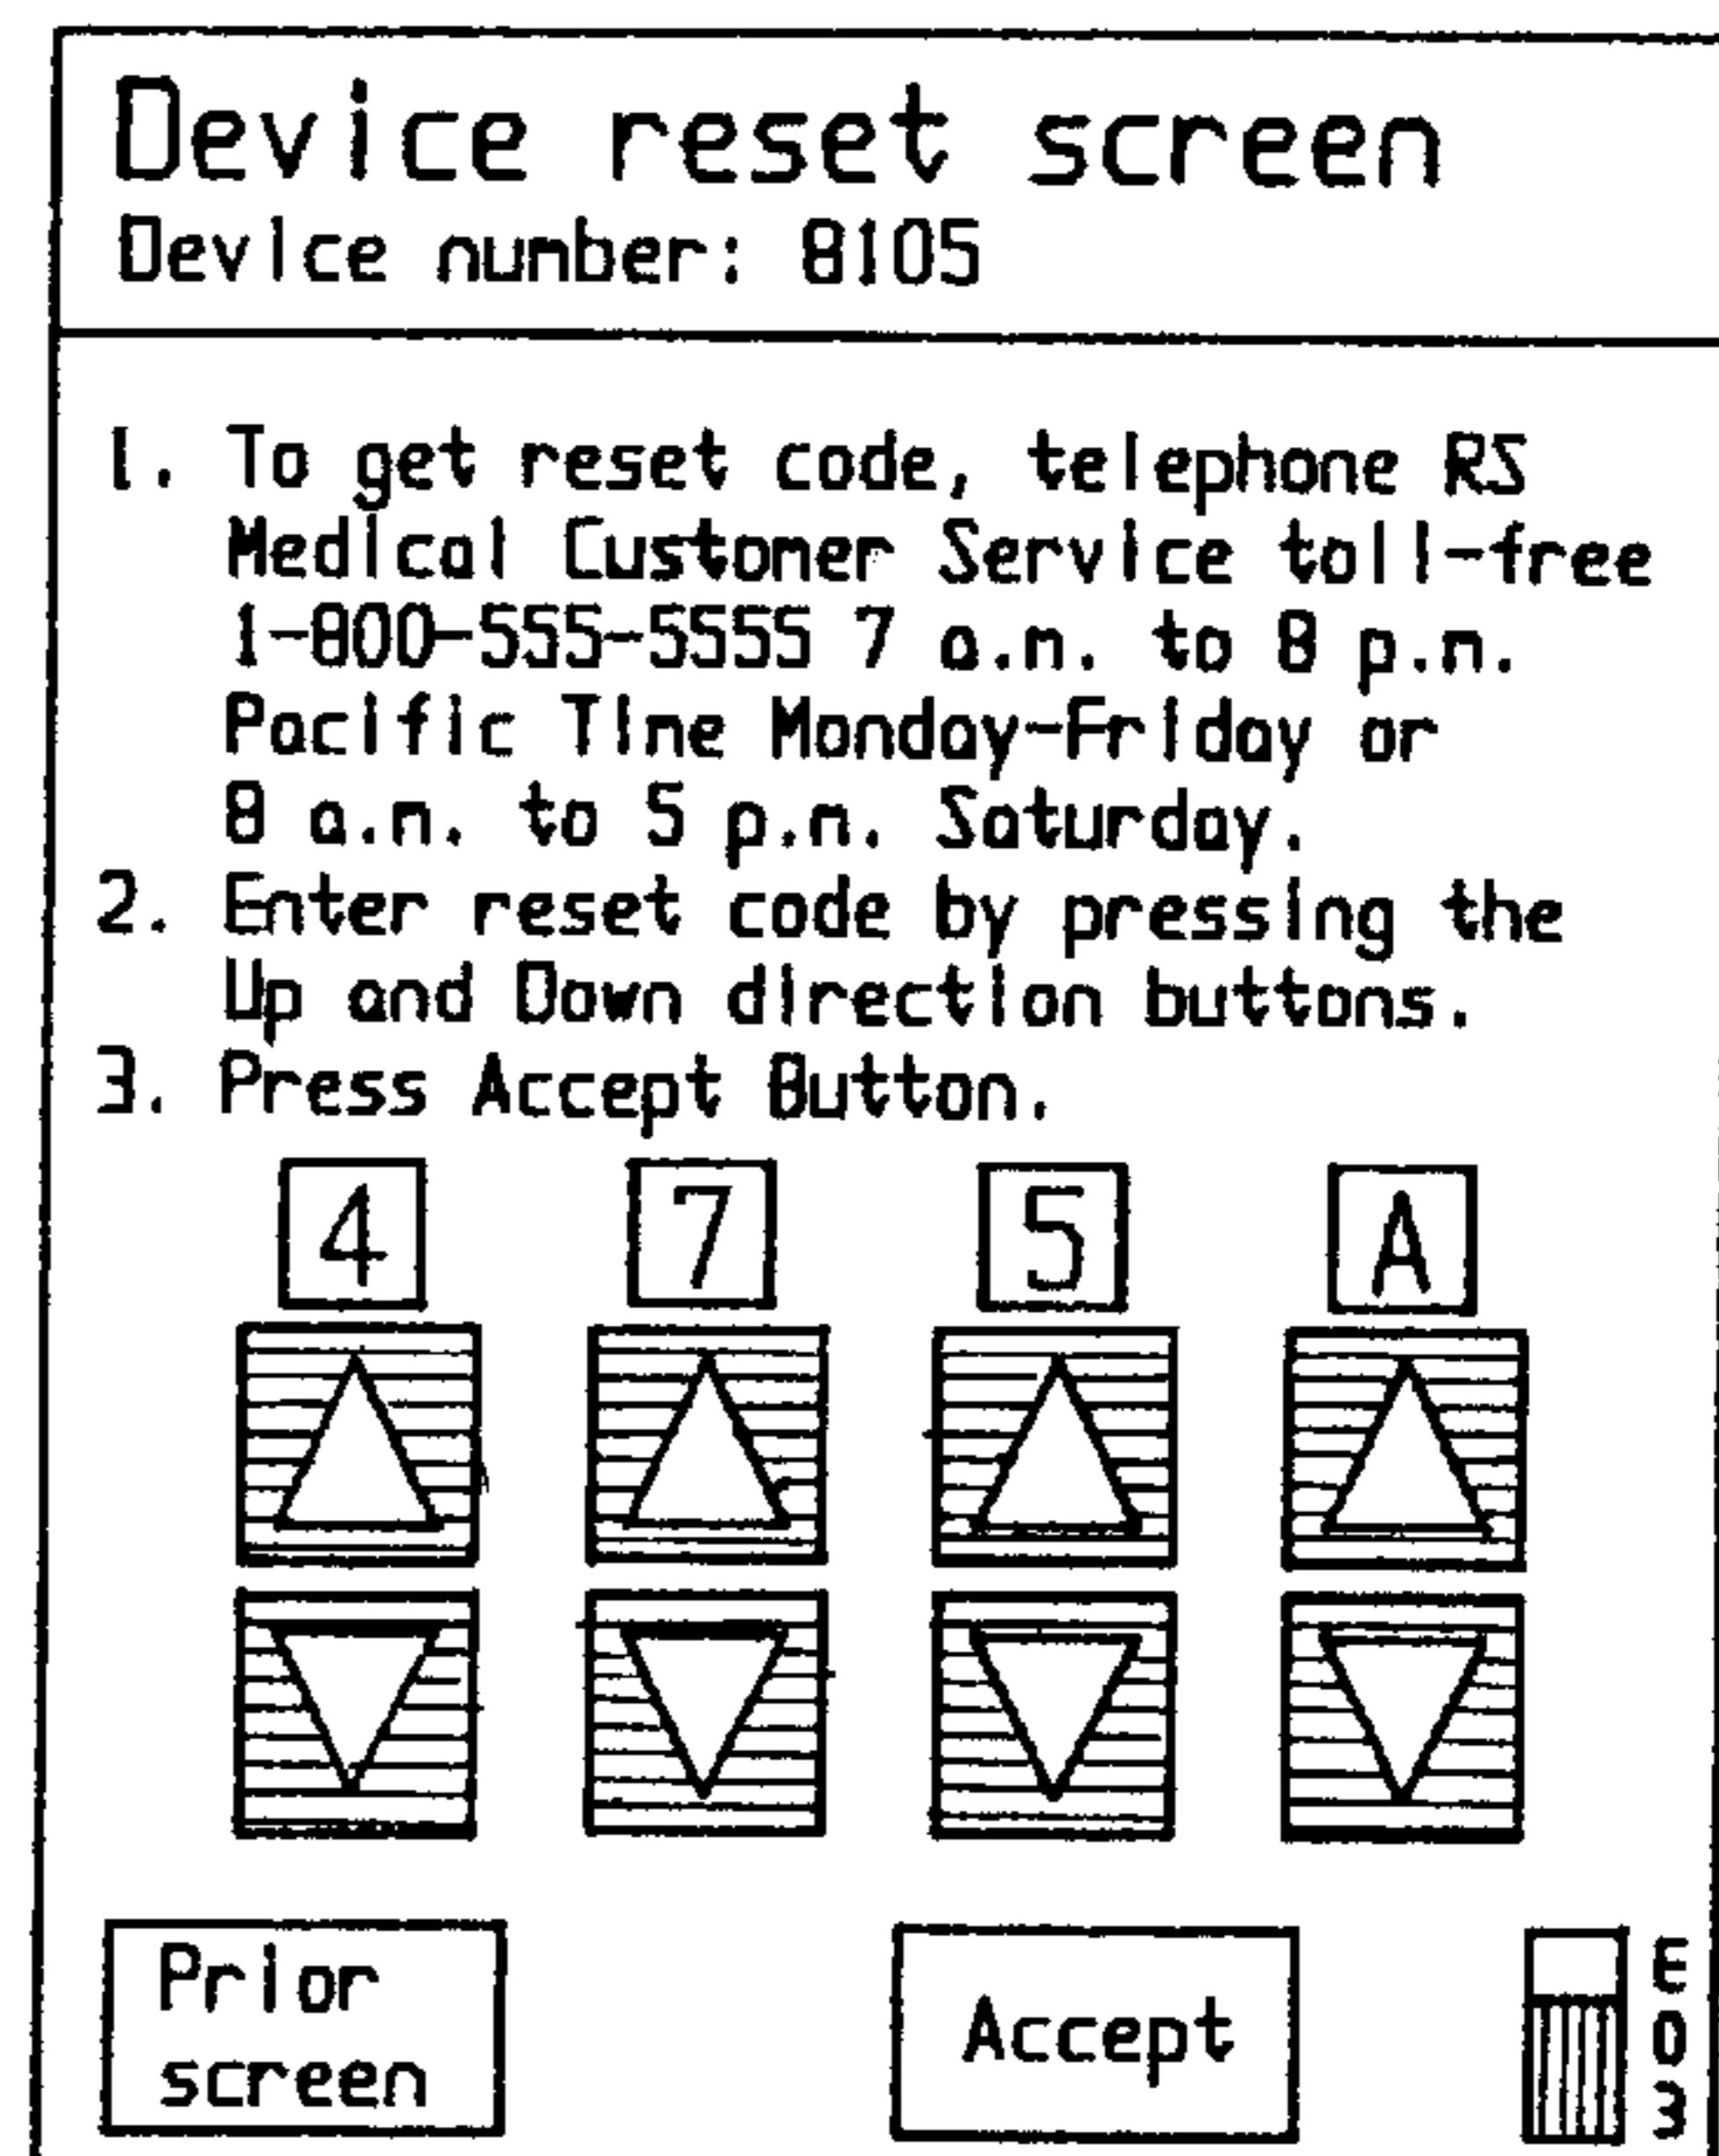 Device reset screen
Device number: 8105
1. To get reset code, telephone RS
Medical Customer Service toll-free
1-800-555-5555 7 a.m. to 8 p.m.
Pacific Time Monday-Friday or
8 a.m. to 5 p.m. Saturday.
2. Enter reset code by pressing the
Up and Down direction buttons.
3. Press Accept Button.
4 7 5 A
Prior
screen
Accept
E
0
3